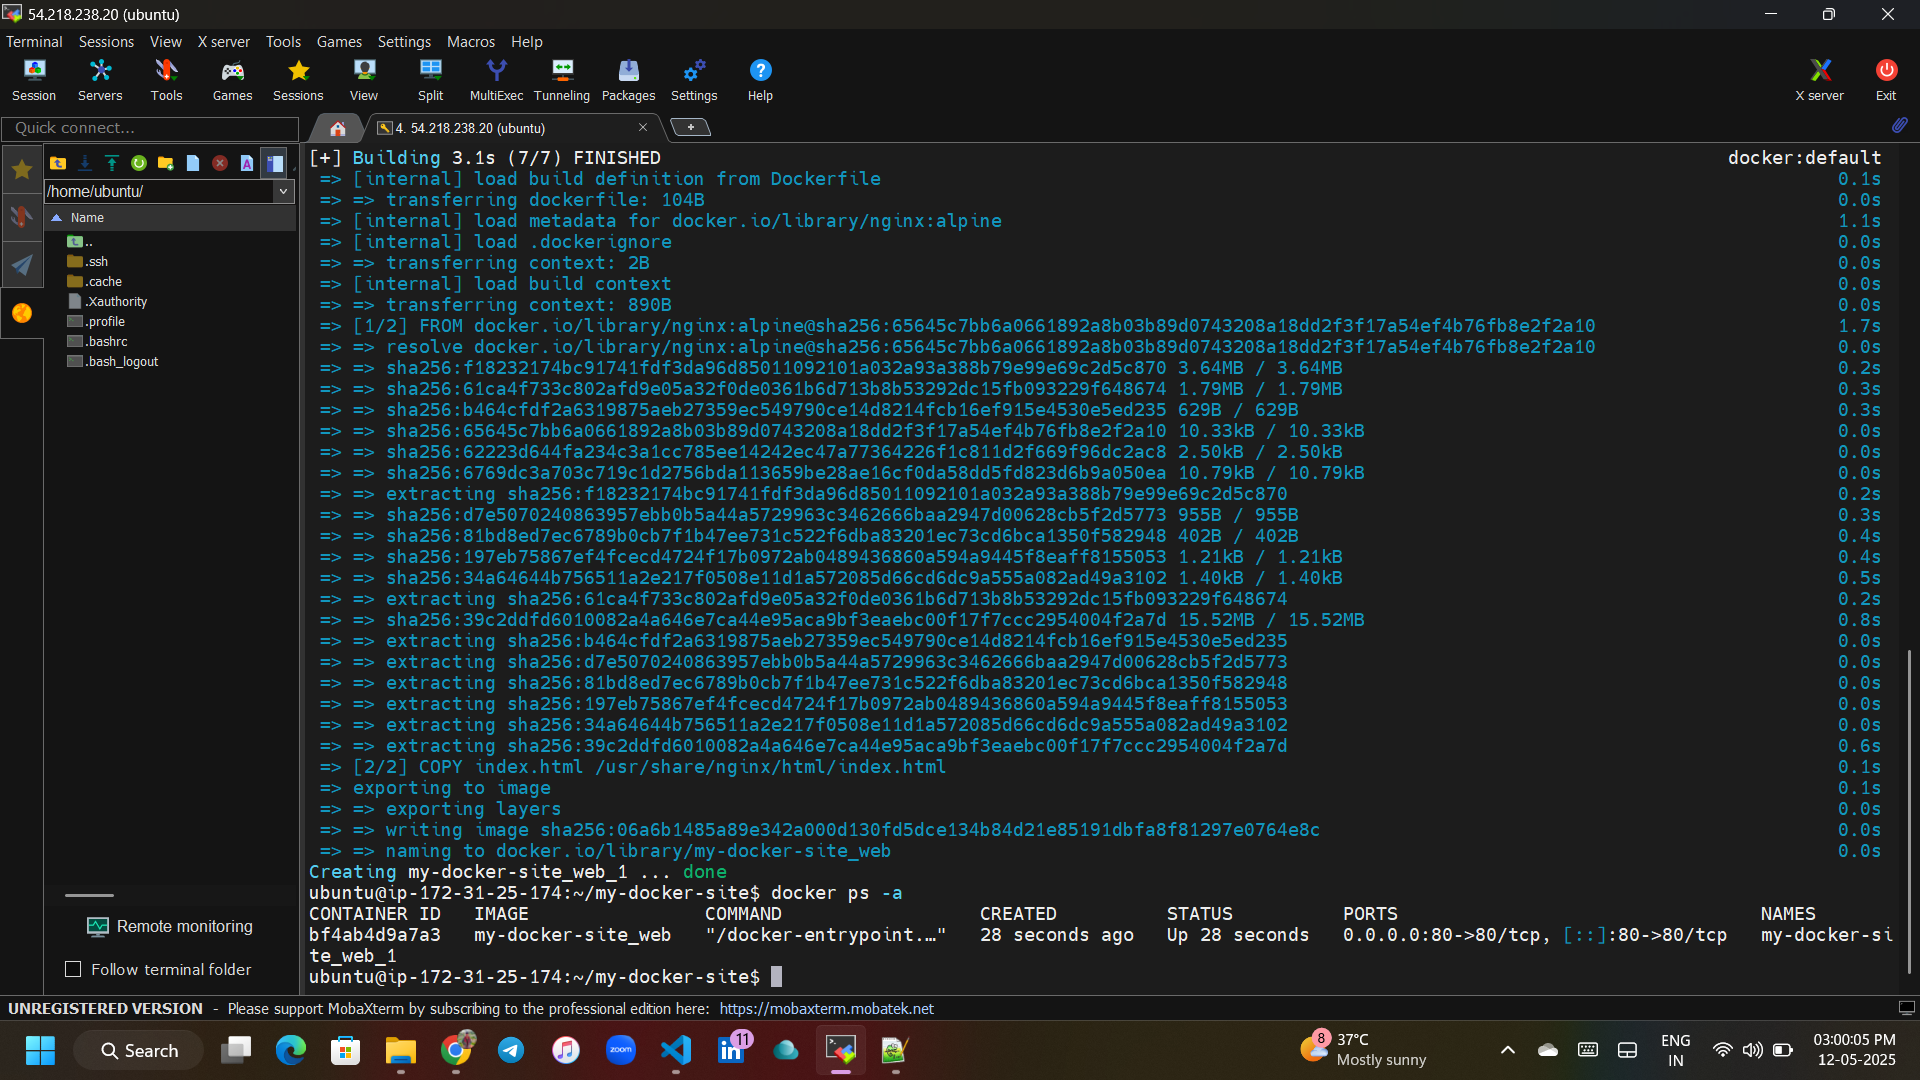 54.218.238.20 (ubuntu)
Terminal Sessions View X server Tools Games Settings Macros Help
Session Servers Tools Games Sessions View Split MultiExec Tunneling Packages Settings Help X server Exit
Quick connect...
4. 54.218.238.20 (ubuntu)
/home/ubuntu/
Name
..
.ssh
.cache
.Xauthority
.profile
.bashrc
.bash_logout
Remote monitoring
Follow terminal folder
[+] Building 3.1s (7/7) FINISHED docker:default
=> [internal] load build definition from Dockerfile 0.1s
=> => transferring dockerfile: 104B 0.0s
=> [internal] load metadata for docker.io/library/nginx:alpine 1.1s
=> [internal] load .dockerignore 0.0s
=> => transferring context: 2B 0.0s
=> [internal] load build context 0.0s
=> => transferring context: 890B 0.0s
=> [1/2] FROM docker.io/library/nginx:alpine@sha256:65645c7bb6a0661892a8b03b89d0743208a18dd2f3f17a54ef4b76fb8e2f2a10 1.7s
=> => resolve docker.io/library/nginx:alpine@sha256:65645c7bb6a0661892a8b03b89d0743208a18dd2f3f17a54ef4b76fb8e2f2a10 0.0s
=> => sha256:f18232174bc91741fdf3da96d85011092101a032a93a388b79e99e69c2d5c870 3.64MB / 3.64MB 0.2s
=> => sha256:61ca4f733c802afd9e05a32f0de0361b6d713b8b53292dc15fb093229f648674 1.79MB / 1.79MB 0.3s
=> => sha256:b464cfdf2a6319875aeb27359ec549790ce14d8214fcb16ef915e4530e5ed235 629B / 629B 0.3s
=> => sha256:65645c7bb6a0661892a8b03b89d0743208a18dd2f3f17a54ef4b76fb8e2f2a10 10.33kB / 10.33kB 0.0s
=> => sha256:62223d644fa234c3a1cc785ee14242ec47a77364226f1c811d2f669f96dc2ac8 2.50kB / 2.50kB 0.0s
=> => sha256:6769dc3a703c719c1d2756bda113659be28ae16cf0da58dd5fd823d6b9a050ea 10.79kB / 10.79kB 0.0s
=> => extracting sha256:f18232174bc91741fdf3da96d85011092101a032a93a388b79e99e69c2d5c870 0.2s
=> => sha256:d7e5070240863957ebb0b5a44a5729963c3462666baa2947d00628cb5f2d5773 955B / 955B 0.3s
=> => sha256:81bd8ed7ec6789b0cb7f1b47ee731c522f6dba83201ec73cd6bca1350f582948 402B / 402B 0.4s
=> => sha256:197eb75867ef4fcecd4724f17b0972ab0489436860a594a9445f8eaff8155053 1.21kB / 1.21kB 0.4s
=> => sha256:34a64644b756511a2e217f0508e11d1a572085d66cd6dc9a555a082ad49a3102 1.40kB / 1.40kB 0.5s
=> => extracting sha256:61ca4f733c802afd9e05a32f0de0361b6d713b8b53292dc15fb093229f648674 0.2s
=> => sha256:39c2ddfd6010082a4a646e7ca44e95aca9bf3eaebc00f17f7ccc2954004f2a7d 15.52MB / 15.52MB 0.8s
=> => extracting sha256:b464cfdf2a6319875aeb27359ec549790ce14d8214fcb16ef915e4530e5ed235 0.0s
=> => extracting sha256:d7e5070240863957ebb0b5a44a5729963c3462666baa2947d00628cb5f2d5773 0.0s
=> => extracting sha256:81bd8ed7ec6789b0cb7f1b47ee731c522f6dba83201ec73cd6bca1350f582948 0.0s
=> => extracting sha256:197eb75867ef4fcecd4724f17b0972ab0489436860a594a9445f8eaff8155053 0.0s
=> => extracting sha256:34a64644b756511a2e217f0508e11d1a572085d66cd6dc9a555a082ad49a3102 0.0s
=> => extracting sha256:39c2ddfd6010082a4a646e7ca44e95aca9bf3eaebc00f17f7ccc2954004f2a7d 0.6s
=> [2/2] COPY index.html /usr/share/nginx/html/index.html 0.1s
=> exporting to image 0.1s
=> => exporting layers 0.0s
=> => writing image sha256:06a6b1485a89e342a000d130fd5dce134b84d21e85191dbfa8f81297e0764e8c 0.0s
=> => naming to docker.io/library/my-docker-site_web 0.0s
Creating my-docker-site_web_1 ... done
ubuntu@ip-172-31-25-174:~/my-docker-site$ docker ps -a
CONTAINER ID IMAGE COMMAND CREATED STATUS PORTS NAMES
bf4ab4d9a7a3 my-docker-site_web "/docker-entrypoint.…" 28 seconds ago Up 28 seconds 0.0.0.0:80->80/tcp, [::]:80->80/tcp my-docker-si
te_web_1
ubuntu@ip-172-31-25-174:~/my-docker-site$
UNREGISTERED VERSION - Please support MobaXterm by subscribing to the professional edition here: https://mobaxterm.mobatek.net
Search
zoom
11
8
37°C
Mostly sunny
ENG
IN
03:00:05 PM
12-05-2025